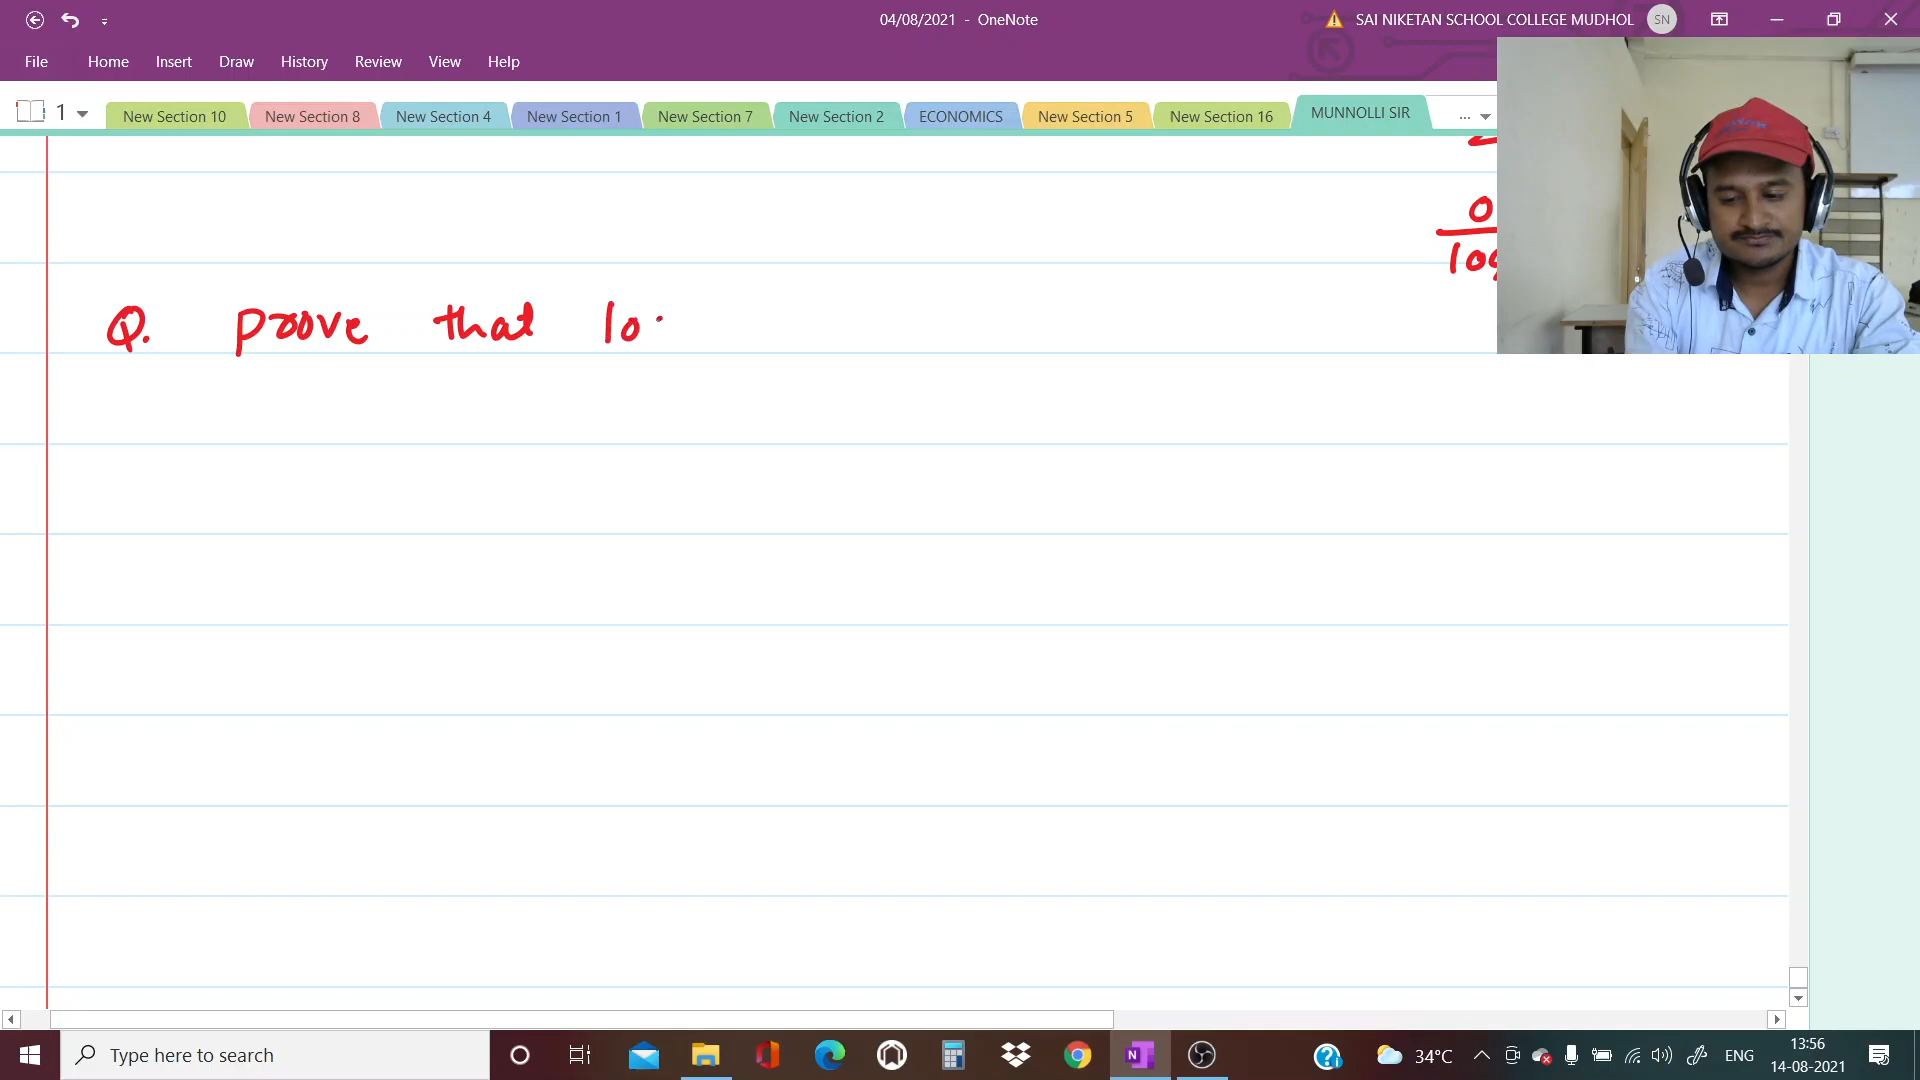 04/08/2021 - OneNote
SAI NIKETAN SCHOOL COLLEGE MUDHOL SN
File Home Insert Draw History Review View Help
1 New Section 10 New Section 8 New Section 4 New Section 1 New Section 7 New Section 2 ECONOMICS New Section 5 New Section 16 MUNNOLLI SIR ...
0
log
Q. prove that lo
Type here to search
34°C ENG 13:56
14-08-2021